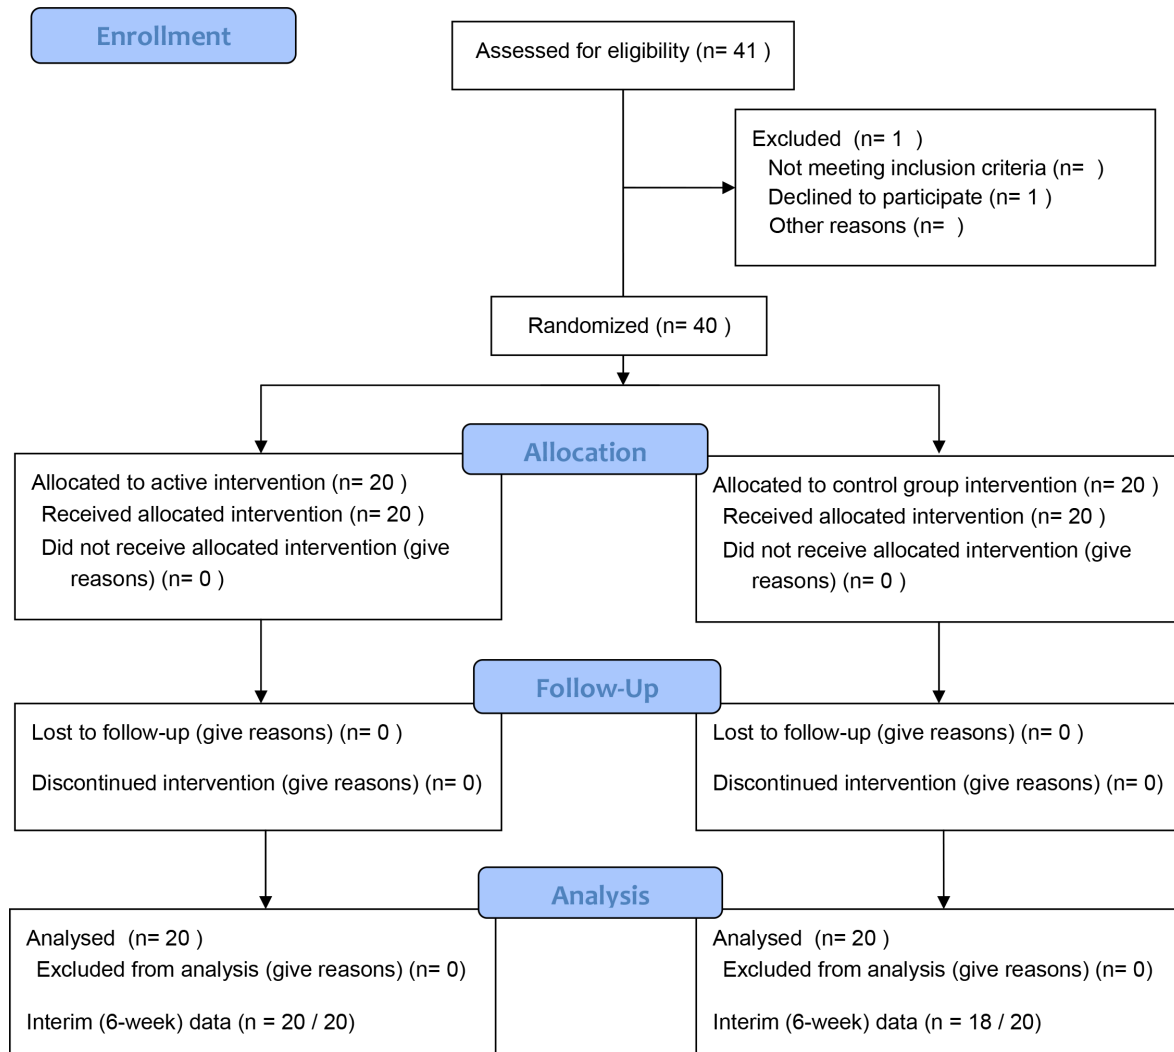 Enrollment
Assessed for eligibility (n= 41 )
Excluded  (n= 1  )
Not meeting inclusion criteria (n=  )
Declined to participate (n= 1 )
Other reasons (n=  )
Randomized (n= 40 )
Allocation
Allocated to active intervention (n= 20 )
Received allocated intervention (n= 20 )
Did not receive allocated intervention (give
reasons) (n= 0 )
Allocated to control group intervention (n= 20 )
Received allocated intervention (n= 20 )
Did not receive allocated intervention (give
reasons) (n= 0 )
Follow-Up
Lost to follow-up (give reasons) (n= 0 )
Discontinued intervention (give reasons) (n= 0)
Lost to follow-up (give reasons) (n= 0 )
Discontinued intervention (give reasons) (n= 0)
Analysis
Analysed  (n= 20 )
Excluded from analysis (give reasons) (n= 0)
Interim (6-week) data (n = 20 / 20)
Analysed  (n= 20 )
Excluded from analysis (give reasons) (n= 0)
Interim (6-week) data (n = 18 / 20)